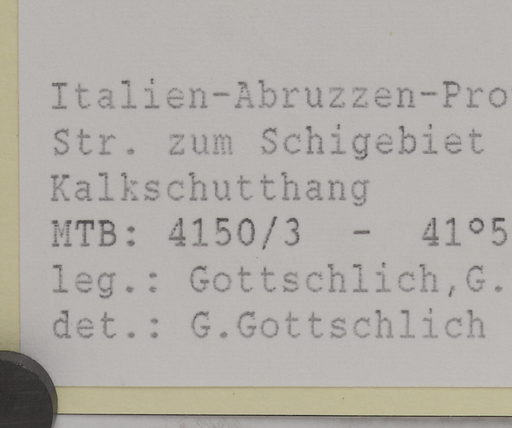 Italien-Abruzzen-Pro
Str. zum Schigebiet
Kalkschutthang
MTB: 4150/3 - 41°5
leg.: Gottschlich,G.
det.: G.Gottschlich